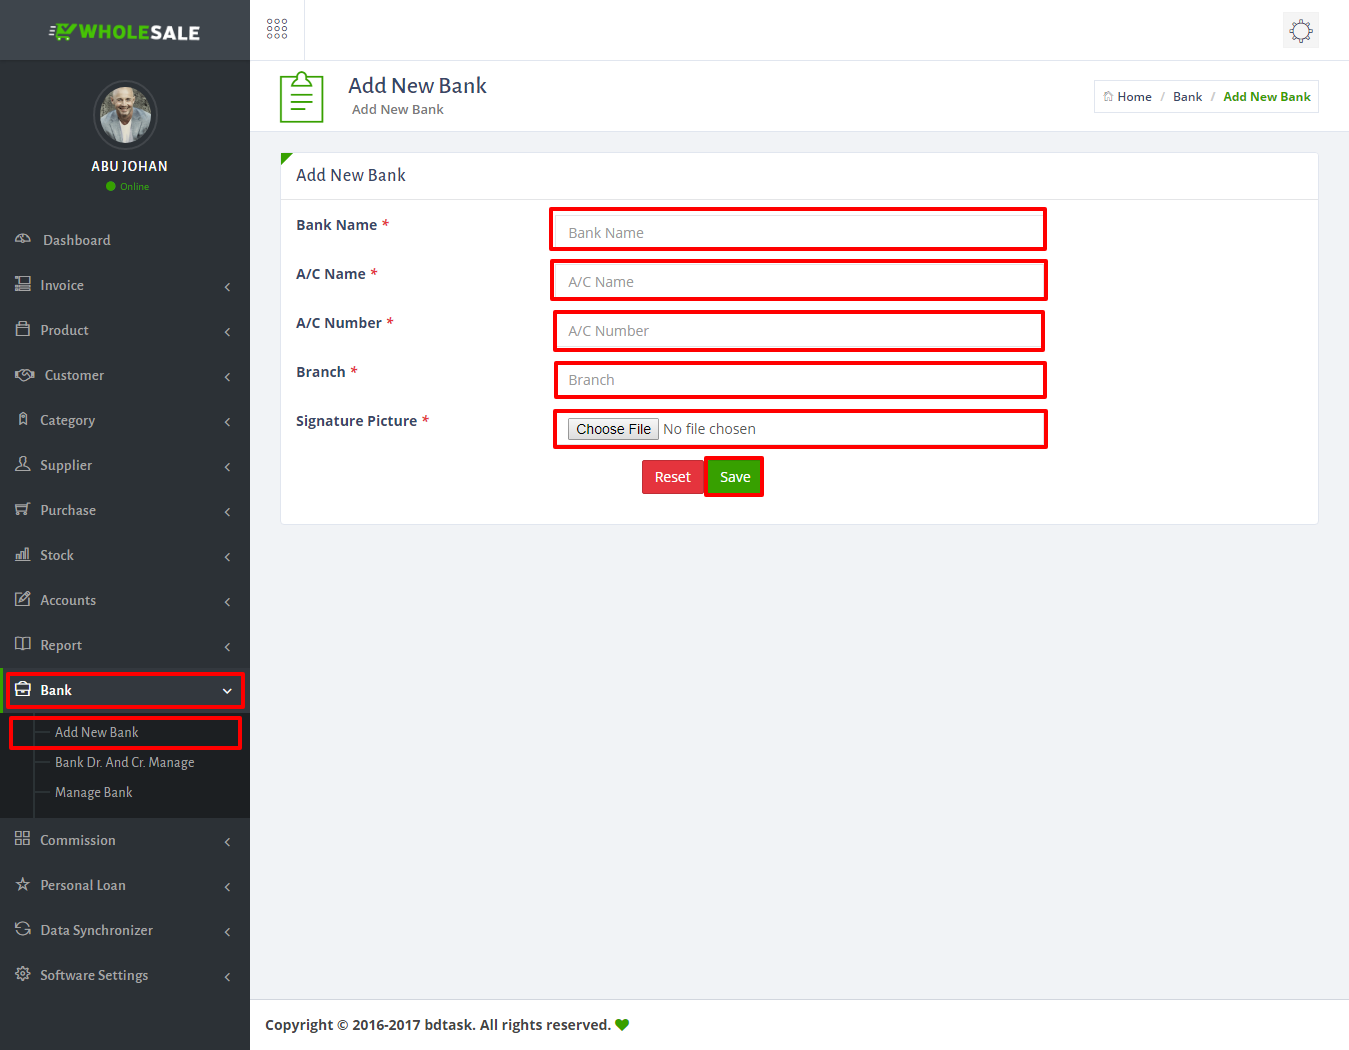 WHOLESALE
ABU JOHAN
Online
Dashboard
Invoice
Product
Customer
Category
Supplier
Purchase
Stock
Accounts
Report
Bank
Add New Bank
Bank Dr. And Cr. Manage
Manage Bank
Commission
Personal Loan
Data Synchronizer
Software Settings
Add New Bank
Add New Bank
Home / Bank / Add New Bank
Add New Bank
Bank Name * Bank Name
A/C Name * A/C Name
A/C Number * A/C Number
Branch * Branch
Signature Picture * Choose File No file chosen
Reset Save
Copyright © 2016-2017 bdtask. All rights reserved.